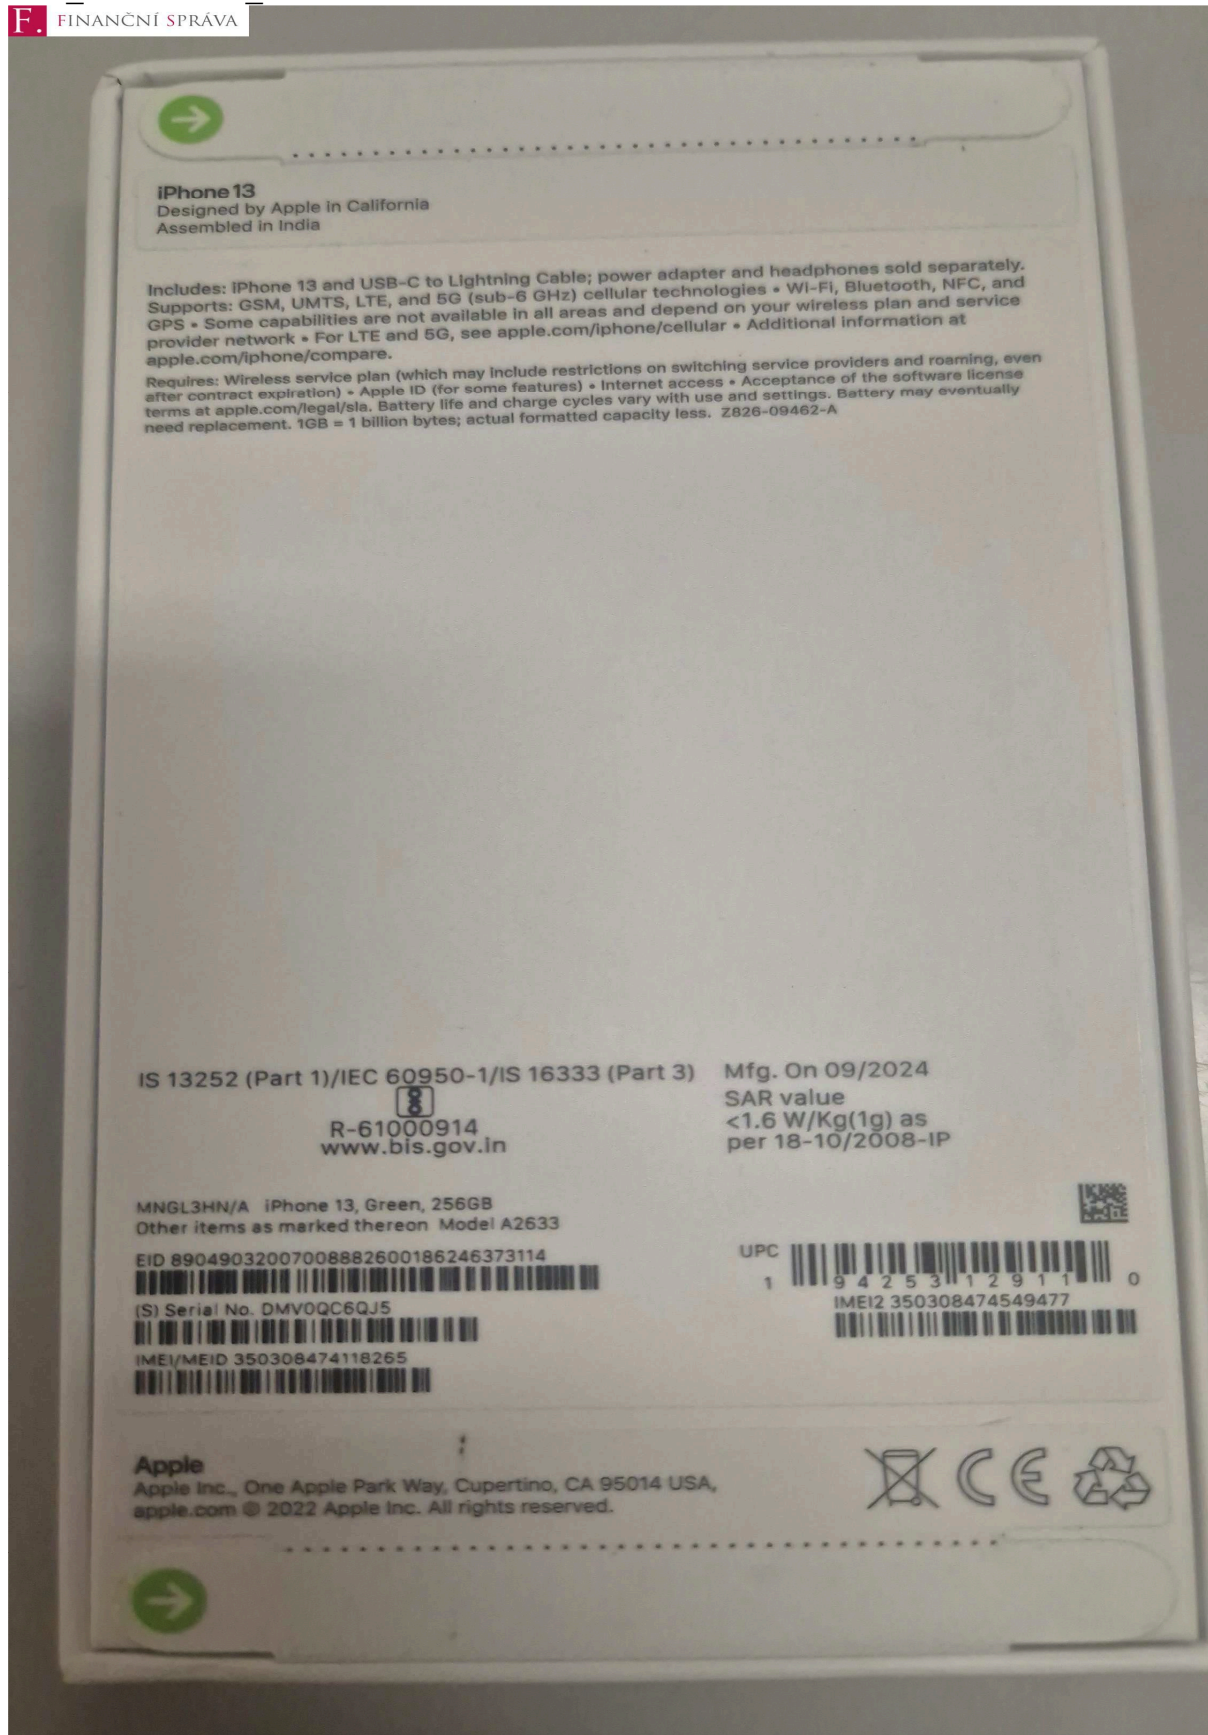 F. FINANČNÍ SPRÁVA
iPhone 13
Designed by Apple in California
Assembled in India
Includes: iPhone 13 and USB-C to Lightning Cable; power adapter and headphones sold separately.
Supports: GSM, UMTS, LTE, and 5G (sub-6 GHz) cellular technologies • Wi-Fi, Bluetooth, NFC, and
GPS • Some capabilities are not available in all areas and depend on your wireless plan and service
provider network • For LTE and 5G, see apple.com/iphone/cellular • Additional information at
apple.com/iphone/compare.
Requires: Wireless service plan (which may include restrictions on switching service providers and roaming, even
after contract expiration) • Apple ID (for some features) • Internet access • Acceptance of the software license
terms at apple.com/legal/sla. Battery life and charge cycles vary with use and settings. Battery may eventually
need replacement. 1GB = 1 billion bytes; actual formatted capacity less. Z826-09462-A
IS 13252 (Part 1)/IEC 60950-1/IS 16333 (Part 3)
R-61000914
www.bis.gov.in
Mfg. On 09/2024
SAR value
<1.6 W/Kg(1g) as
per 18-10/2008-IP
MNGL3HN/A iPhone 13, Green, 256GB
Other items as marked thereon Model A2633
EID 89049032007008882600186246373114
(S) Serial No. DMV0QC6QJ5
IMEI/MEID 350308474118265
UPC
1 94253 12911 0
IMEI2 350308474549477
Apple
Apple Inc., One Apple Park Way, Cupertino, CA 95014 USA,
apple.com © 2022 Apple Inc. All rights reserved.
CE